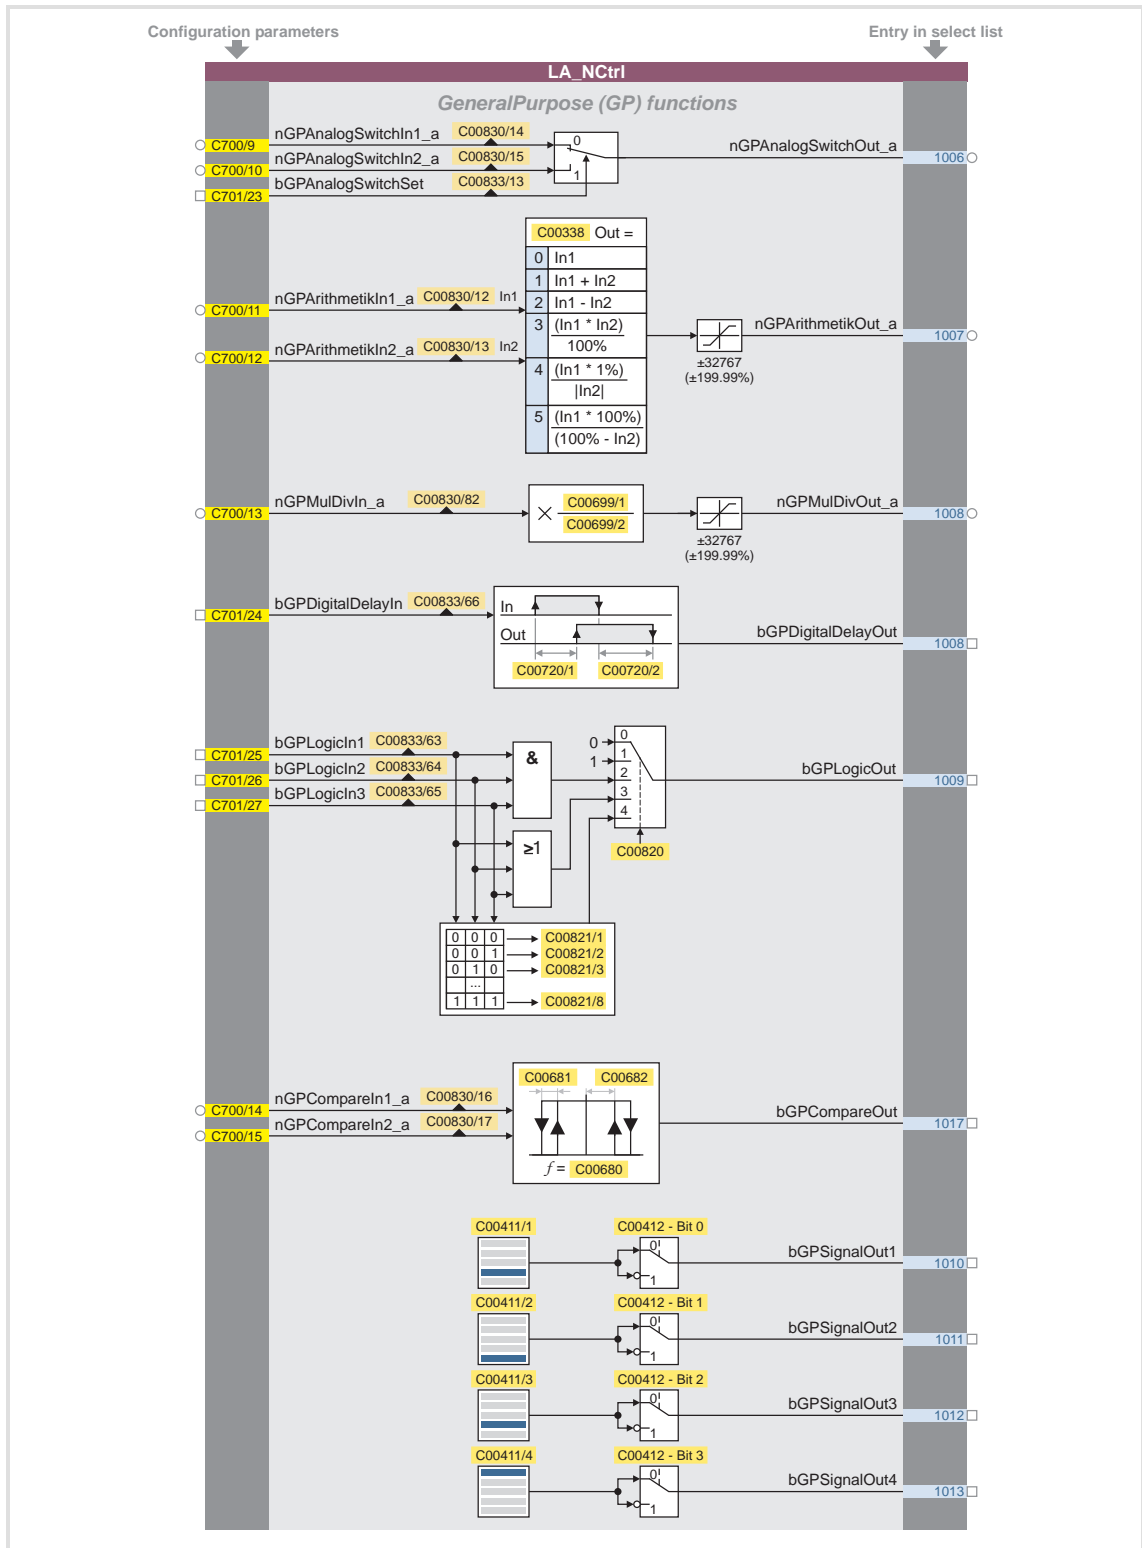 Configuration parameters
Entry in select list
LA_NCtrl
GeneralPurpose (GP) functions
C700/9
nGPAnalogSwitchIn1_a
C00830/14
C700/10
nGPAnalogSwitchIn2_a
C00830/15
C701/23
bGPAnalogSwitchSet
C00833/13
0
1
nGPAnalogSwitchOut_a
1006
C00338 Out =
0 In1
1 In1 + In2
2 In1 - In2
3 (In1 * In2)
100%
4 (In1 * 1%)
|In2|
5 (In1 * 100%)
(100% - In2)
C700/11
nGPArithmetikIn1_a
C00830/12 In1
C700/12
nGPArithmetikIn2_a
C00830/13 In2
±32767
(±199.99%)
nGPArithmetikOut_a
1007
C700/13
nGPMulDivIn_a
C00830/82
× C00699/1
C00699/2
±32767
(±199.99%)
nGPMulDivOut_a
1008
C701/24
bGPDigitalDelayIn
C00833/66
In
Out
C00720/1
C00720/2
bGPDigitalDelayOut
1008
C701/25
bGPLogicIn1
C00833/63
C701/26
bGPLogicIn2
C00833/64
C701/27
bGPLogicIn3
C00833/65
&
≥1
0
1
0
1
2
3
4
C00820
bGPLogicOut
1009
0 0 0 C00821/1
0 0 1 C00821/2
0 1 0 C00821/3
...
1 1 1 C00821/8
C700/14
nGPCompareIn1_a
C00830/16
C700/15
nGPCompareIn2_a
C00830/17
C00681
C00682
f = C00680
bGPCompareOut
1017
C00411/1
C00412 - Bit 0
0
1
bGPSignalOut1
1010
C00411/2
C00412 - Bit 1
0
1
bGPSignalOut2
1011
C00411/3
C00412 - Bit 2
0
1
bGPSignalOut3
1012
C00411/4
C00412 - Bit 3
0
1
bGPSignalOut4
1013